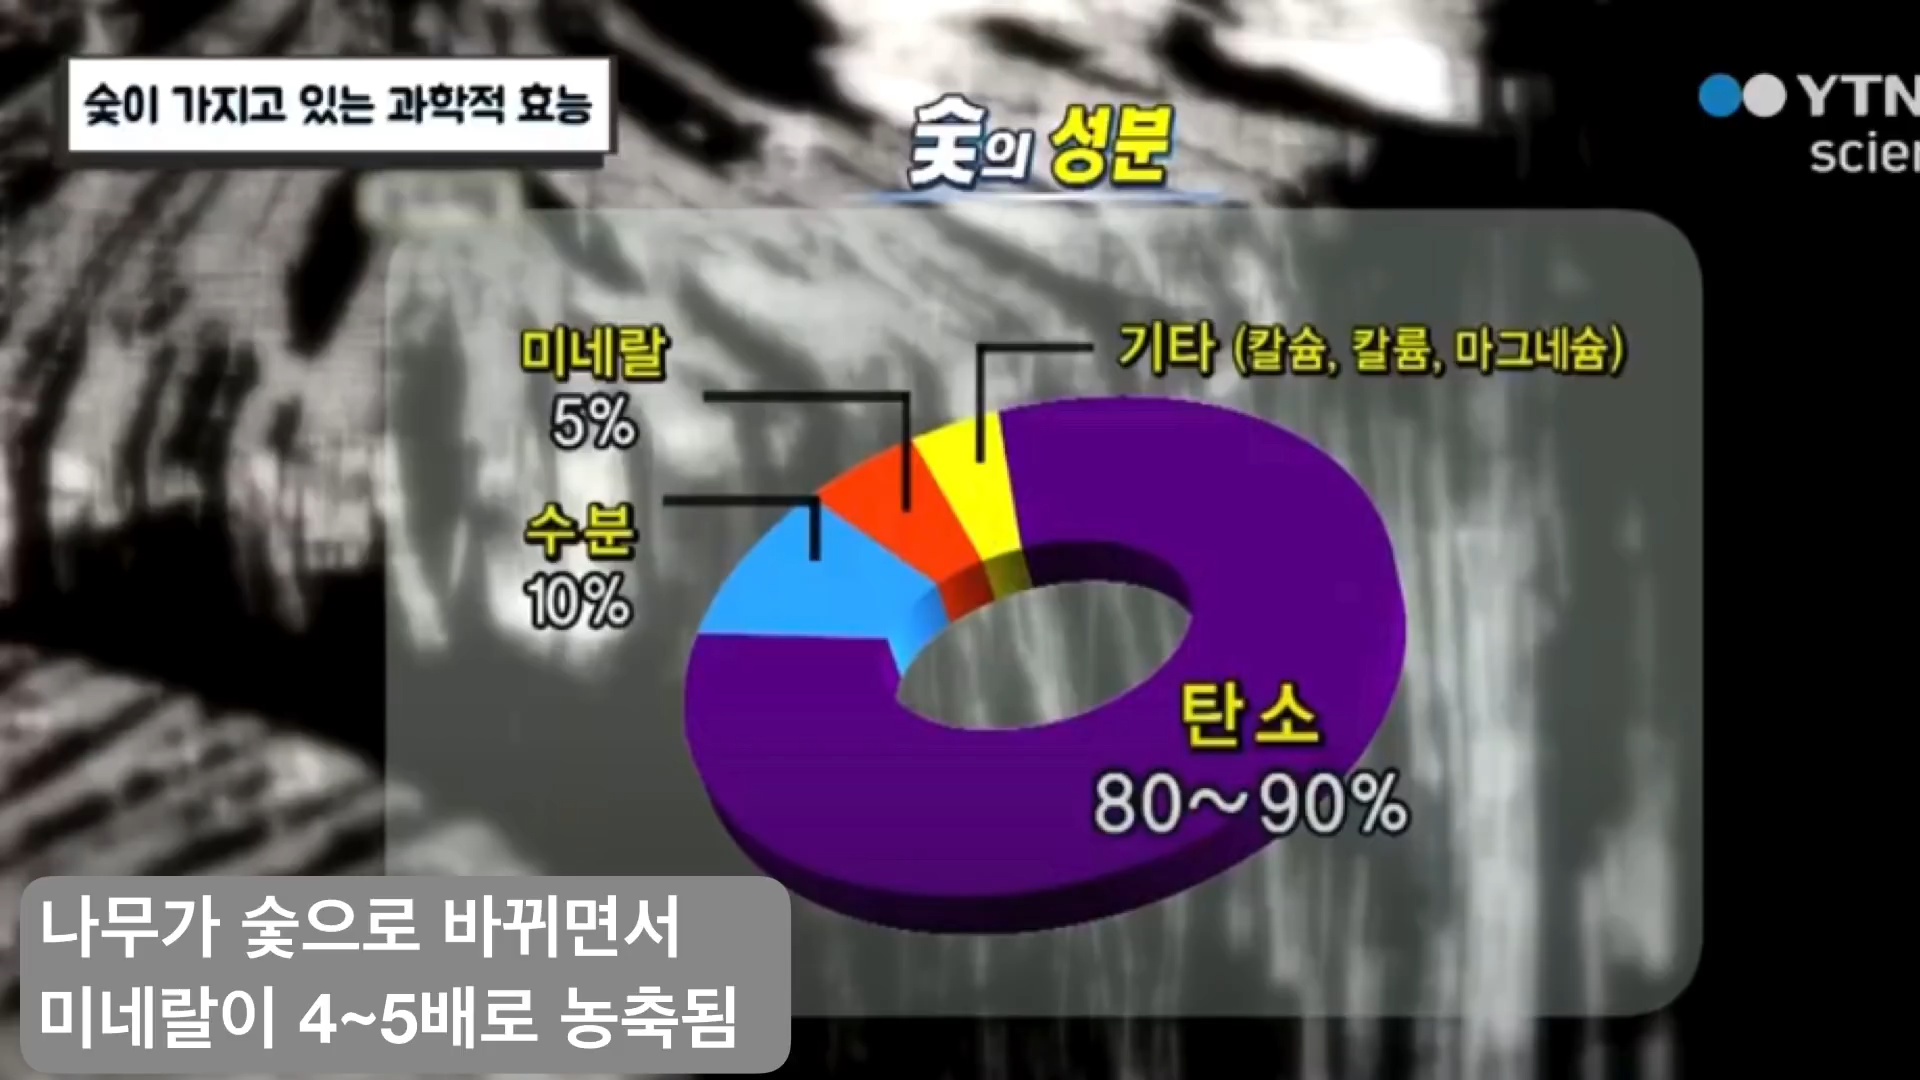 숯이 가지고 있는 과학적 효능
YTN
숯의 성분
미네랄
5%
기타 (칼슘, 칼륨, 마그네슘)
수분
10%
탄소
80~90%
나무가 숯으로 바뀌면서
미네랄이 4~5배로 농축됨